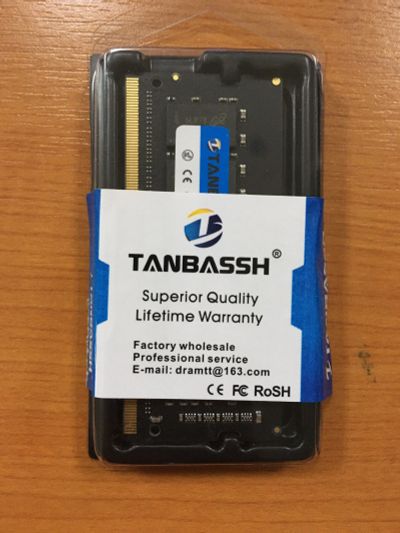 TANBASSH®
Superior Quality
Lifetime Warranty
Factory wholesale
Professional service
E-mail: dramtt@163.com
CE FC RoSH